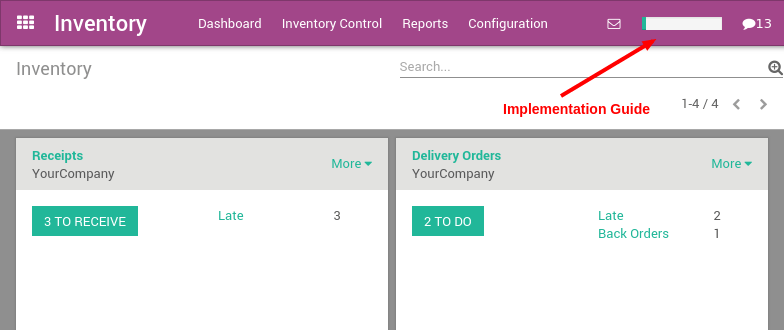 Inventory Dashboard Inventory Control Reports Configuration 13
Inventory Search...
Implementation Guide 1-4 / 4
Receipts
YourCompany
More
3 TO RECEIVE Late 3
Delivery Orders
YourCompany
More
2 TO DO Late 2
Back Orders 1